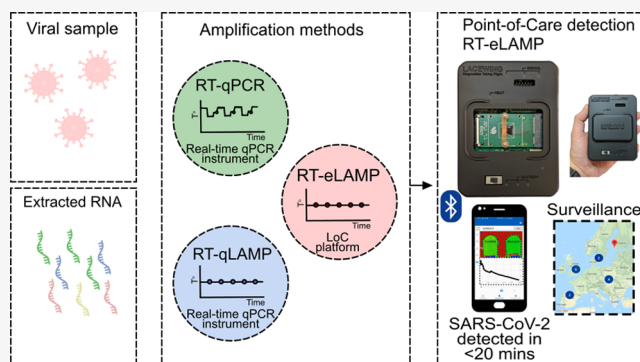 Viral sample
Extracted RNA
Amplification methods
RT-qPCR
Time
Real-time qPCR
instrument
RT-eLAMP
Time
LoC
platform
RT-qLAMP
Time
Real-time qPCR
instrument
Point-of-Care detection
RT-eLAMP
LACEWING
Surveillance
SARS-CoV-2
detected in
<20 mins